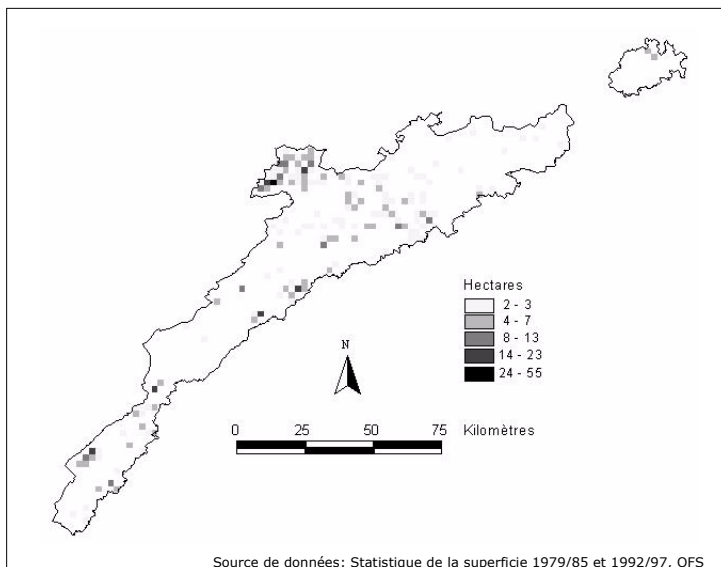 Hectares
2 - 3
4 - 7
8 - 13
14 - 23
24 - 55
N
0 25 50 75 Kilomètres
Source de données: Statistique de la superficie 1979/85 et 1992/97, OFS